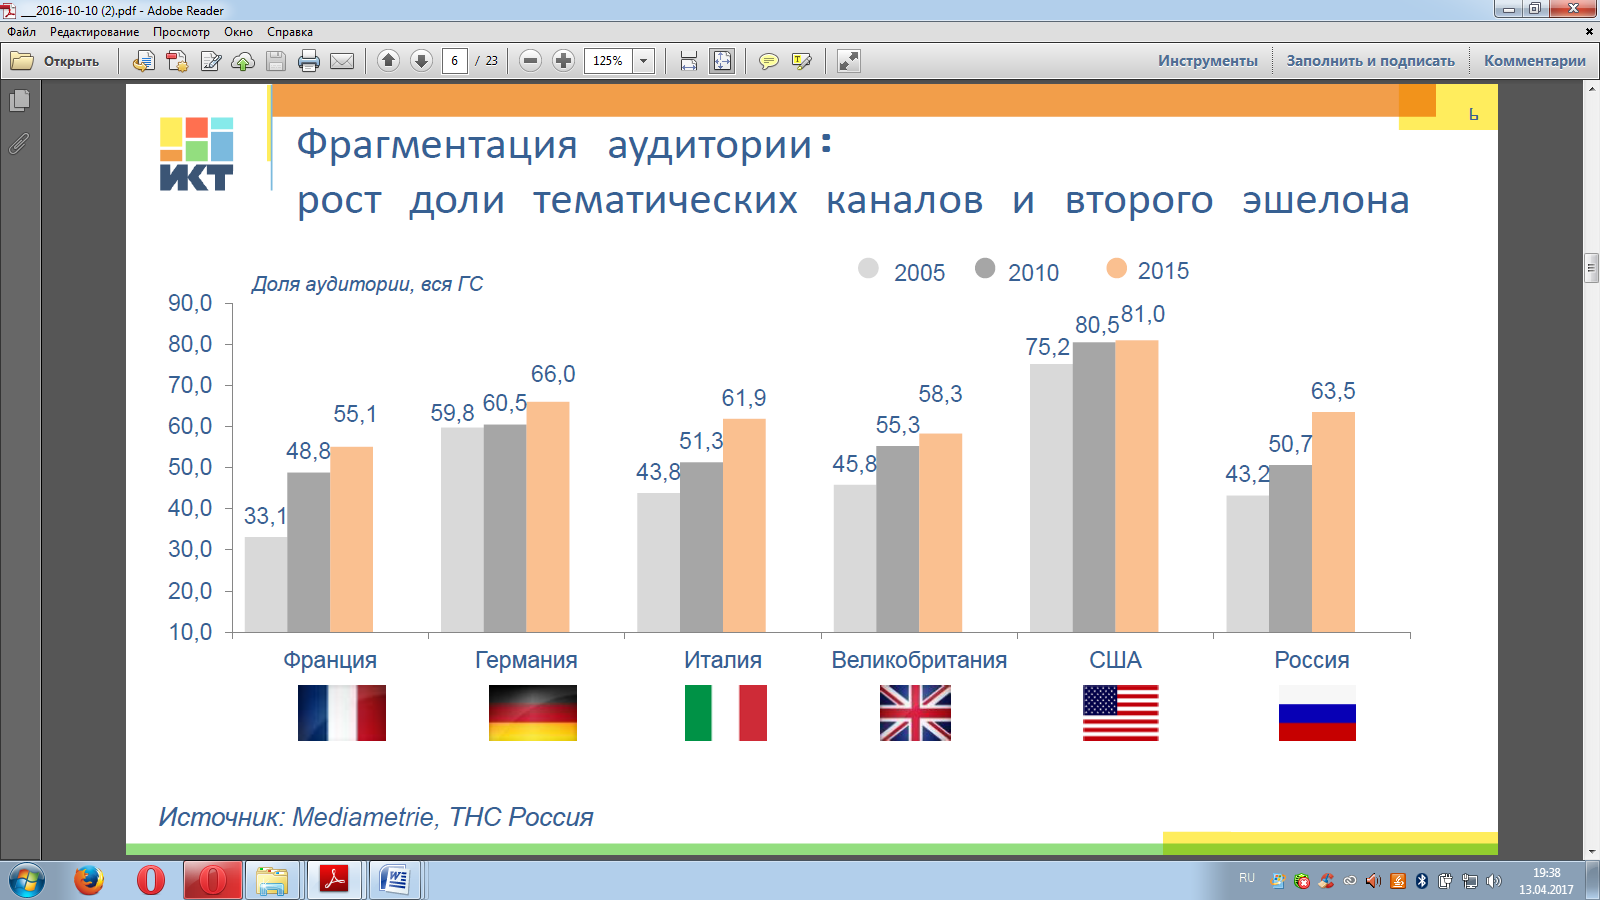 ___2016-10-10 (2).pdf - Adobe Reader
Файл Редактирование Просмотр Окно Справка
Открыть 6 / 23 125% Инструменты Заполнить и подписать Комментарии
6
ИКТ
Фрагментация аудитории:
рост доли тематических каналов и второго эшелона
Доля аудитории, вся ГС
2005 2010 2015
90,0
80,0
70,0
60,0
50,0
40,0
30,0
20,0
10,0
33,1 48,8 55,1
59,8 60,5 66,0
43,8 51,3 61,9
45,8 55,3 58,3
75,2 80,5 81,0
43,2 50,7 63,5
Франция Германия Италия Великобритания США Россия
Источник: Mediametrie, ТНС Россия
RU
19:38
13.04.2017